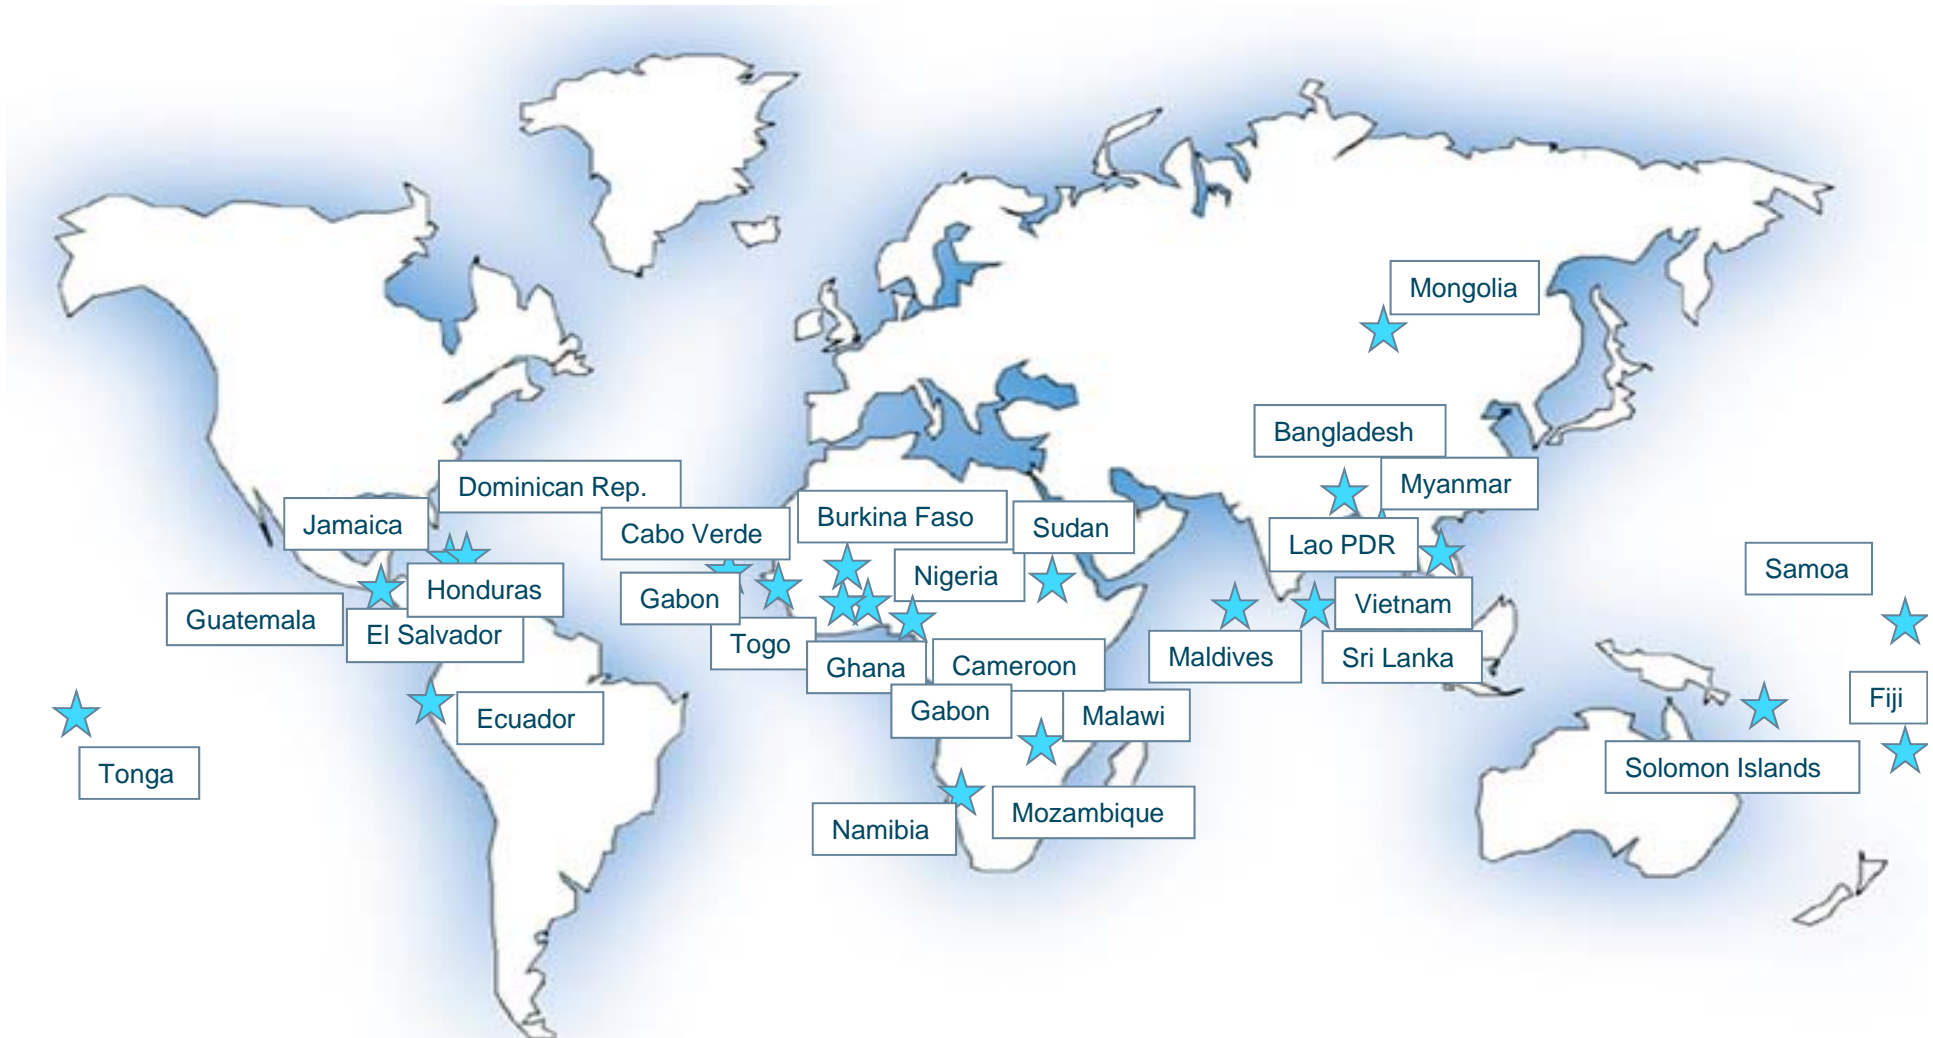 Mongolia
Bangladesh
Myanmar
Dominican Rep.
Jamaica
Cabo Verde
Burkina Faso
Sudan
Lao PDR
Samoa
Nigeria
Honduras
Gabon
Vietnam
Guatemala
El Salvador
Togo
Ghana
Cameroon
Maldives
Sri Lanka
Fiji
Ecuador
Gabon
Malawi
Tonga
Solomon Islands
Namibia
Mozambique